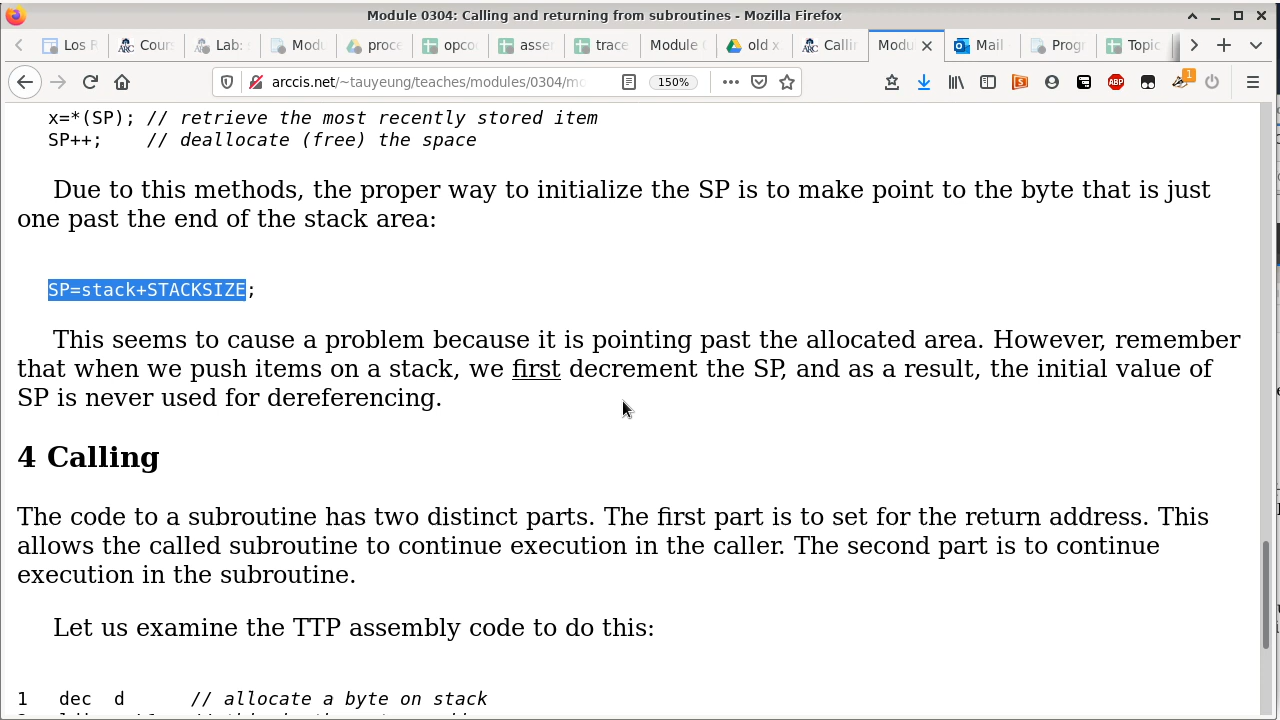 Module 0304: Calling and returning from subroutines - Mozilla Firefox
Los R
Cour
Lab:
Modu
proce
opco
asse
trace
Module
old x
Callin
Modu
Mail
Progr
Topic
arccis.net/~tauyeung/teaches/modules/0304/mo
150%
ABP
1
x=*(SP); // retrieve the most recently stored item
SP++; // deallocate (free) the space
Due to this methods, the proper way to initialize the SP is to make point to the byte that is just
one past the end of the stack area:
SP=stack+STACKSIZE;
This seems to cause a problem because it is pointing past the allocated area. However, remember
that when we push items on a stack, we first decrement the SP, and as a result, the initial value of
SP is never used for dereferencing.
4 Calling
The code to a subroutine has two distinct parts. The first part is to set for the return address. This
allows the called subroutine to continue execution in the caller. The second part is to continue
execution in the subroutine.
Let us examine the TTP assembly code to do this:
1 dec d // allocate a byte on stack